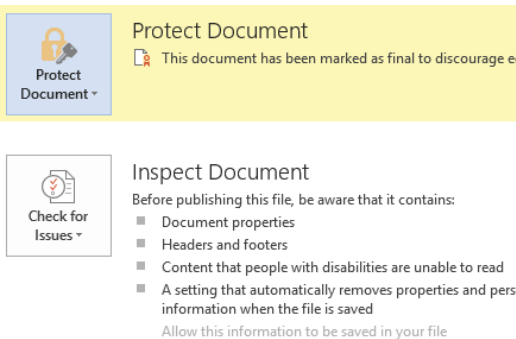 Protect Document
This document has been marked as final to discourage
Protect
Document
Inspect Document
Before publishing this file, be aware that it contains:
Document properties
Headers and footers
Content that people with disabilities are unable to read
A setting that automatically removes properties and
information when the file is saved
Allow this information to be saved in your file
Check for
Issues